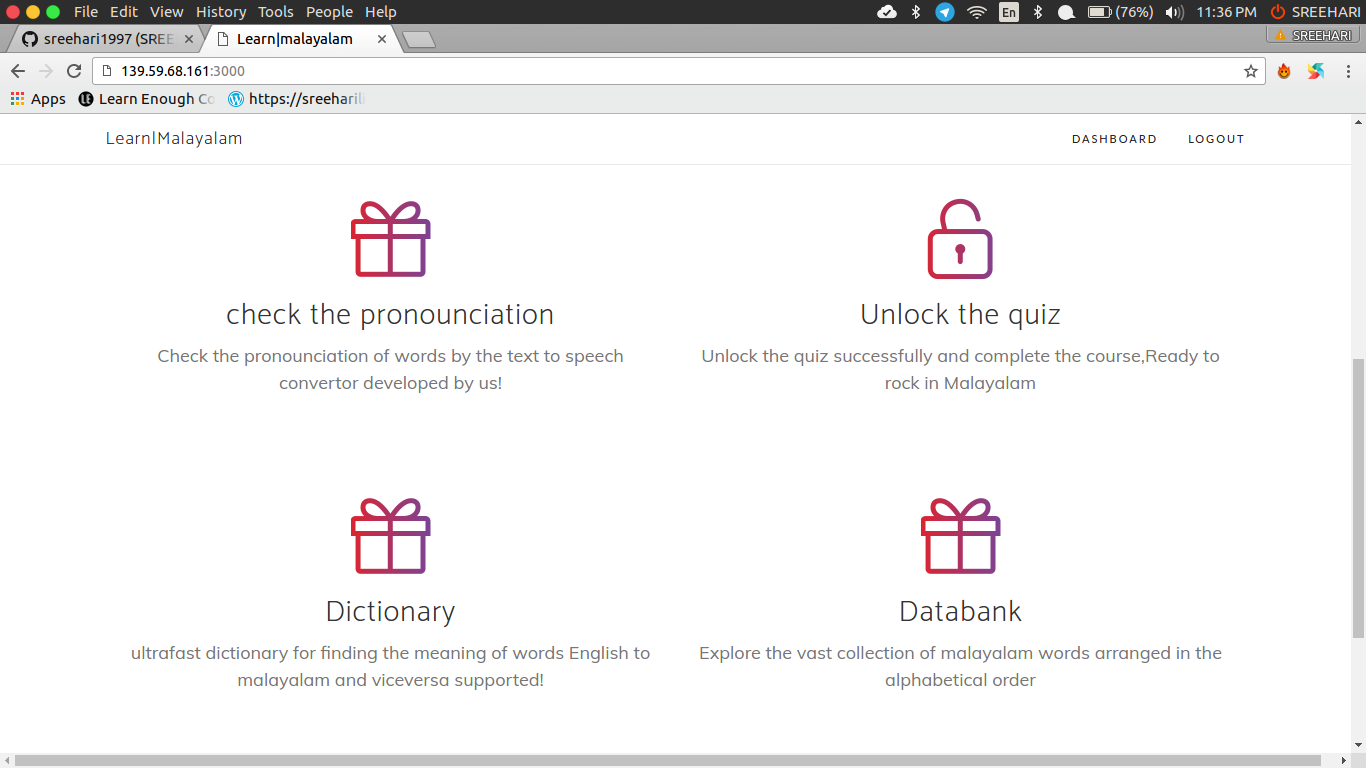 File Edit View History Tools People Help En (76%) 11:36 PM SREEHARI
sreehari1997 (SREE Learn|malayalam SREEHARI
139.59.68.161:3000
Apps LE Learn Enough Co https://sreeharil
Learn|Malayalam DASHBOARD LOGOUT
check the pronounciation
Check the pronounciation of words by the text to speech
convertor developed by us!
Unlock the quiz
Unlock the quiz successfully and complete the course,Ready to
rock in Malayalam
Dictionary
ultrafast dictionary for finding the meaning of words English to
malayalam and viceversa supported!
Databank
Explore the vast collection of malayalam words arranged in the
alphabetical order